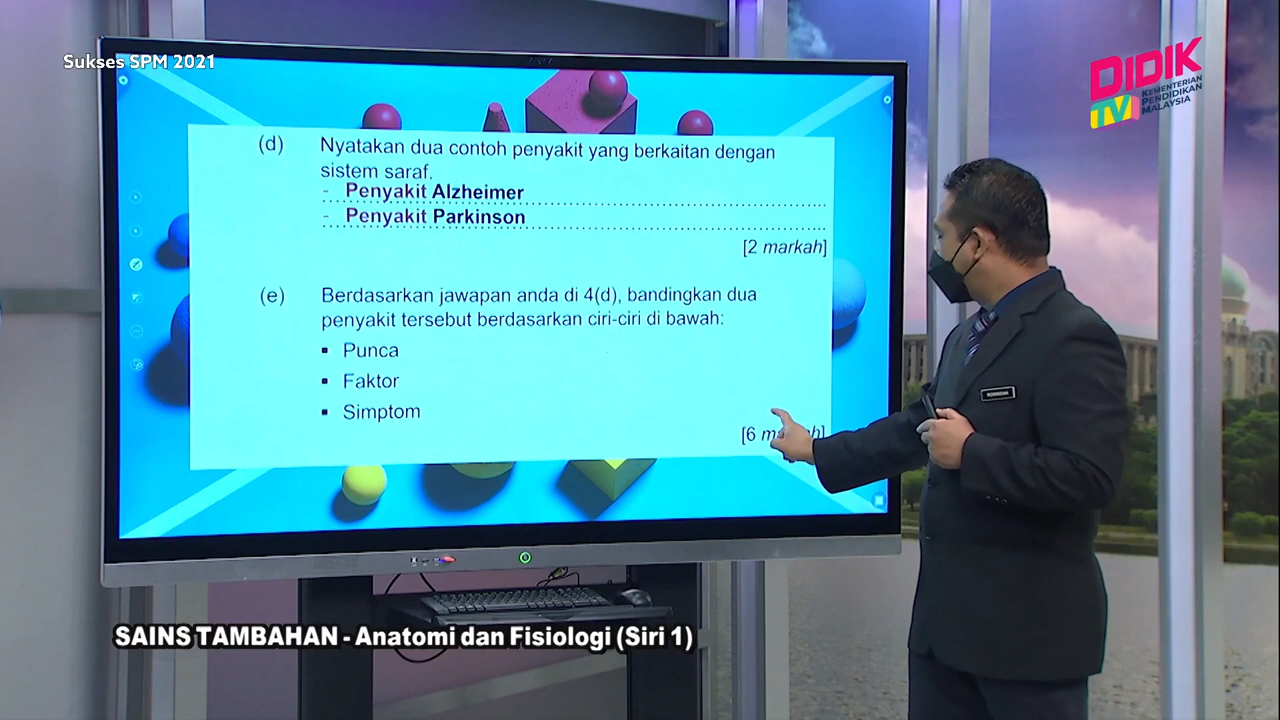 Sukses SPM 2021
DIDIK
TV
KEMENTERIAN
PENDIDIKAN
MALAYSIA
(d) Nyatakan dua contoh penyakit yang berkaitan dengan
sistem saraf.
- Penyakit Alzheimer
- Penyakit Parkinson
[2 markah]
(e) Berdasarkan jawapan anda di 4(d), bandingkan dua
penyakit tersebut berdasarkan ciri-ciri di bawah:
▪ Punca
▪ Faktor
▪ Simptom
[6
SAINS TAMBAHAN - Anatomi dan Fisiologi (Siri 1)